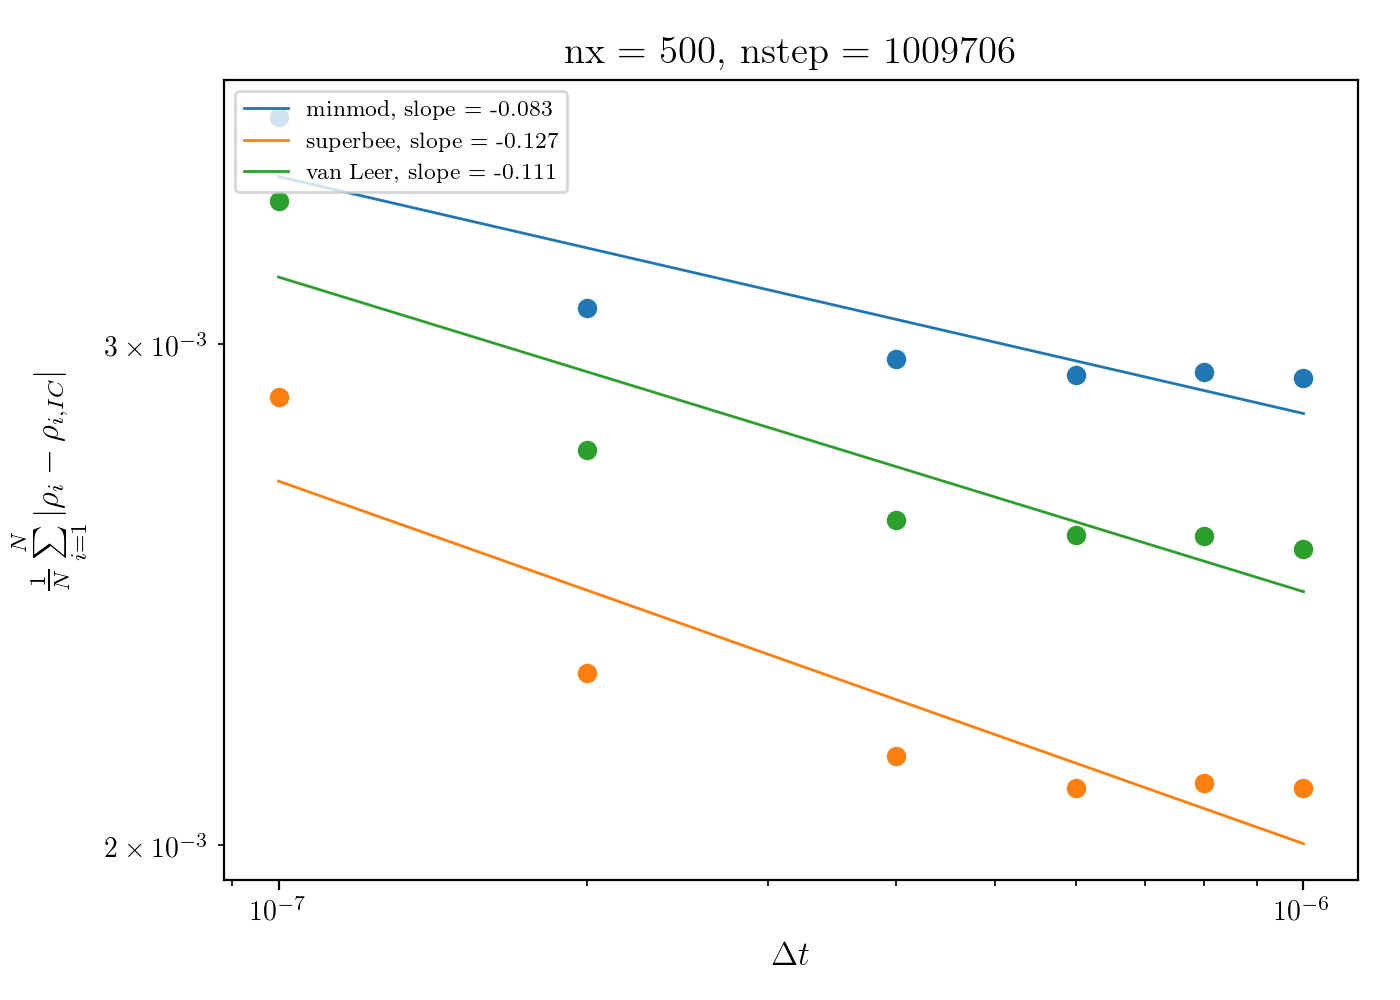 nx = 500, nstep = 1009706
minmod, slope = -0.083
superbee, slope = -0.127
van Leer, slope = -0.111
3 × 10⁻³
2 × 10⁻³
10⁻⁷ 10⁻⁶
Δt
1/N ∑_{i=1}^{N} |ρ_i − ρ_{i,IC}|